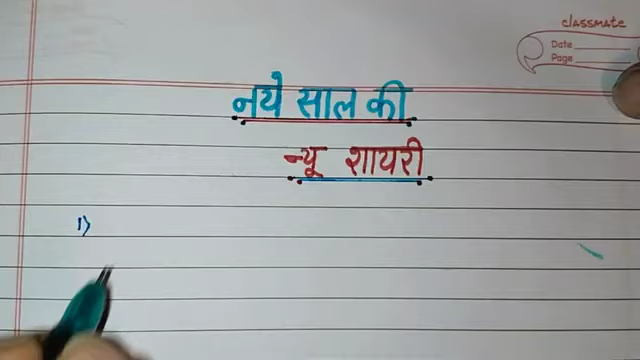 classmate
Date
Page
नये साल की
न्यू शायरी
1)